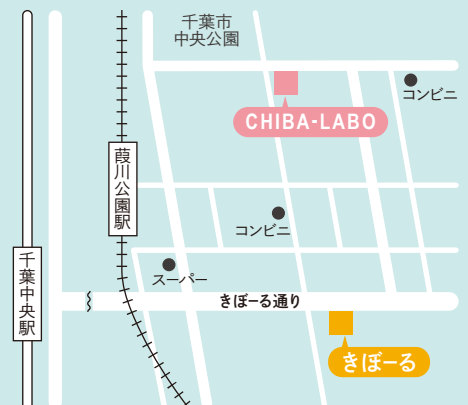 千葉市
中央公園
コンビニ
CHIBA-LABO
葭川公園駅
コンビニ
千葉中央駅
スーパー
きぼーる通り
きぼーる